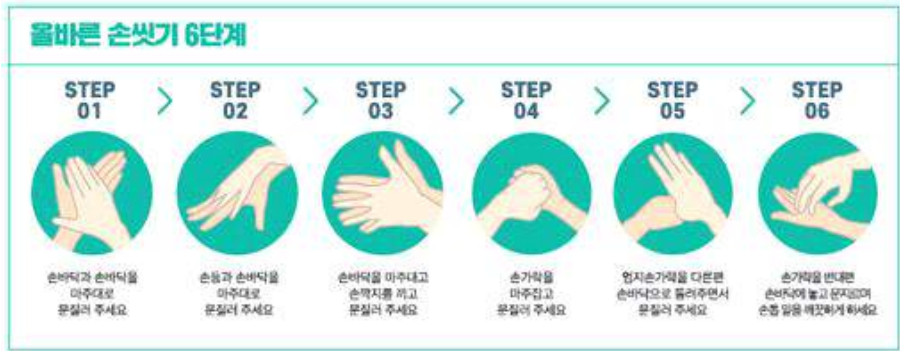 올바른 손씻기 6단계
STEP
01
STEP
02
STEP
03
STEP
04
STEP
05
STEP
06
손바닥과 손바닥을
마주대로
문질러 주세요
손등과 손바닥을
마주대로
문질러 주세요
손바닥을 마주대고
손깍지를 끼고
문질러 주세요
손가락을
마주잡고
문질러 주세요
엄지손가락을 다른편
손바닥으로 돌려주면서
문질러 주세요
손가락을 반대편
손바닥에 놓고 문지르며
손톱 밑을 깨끗하게 하세요